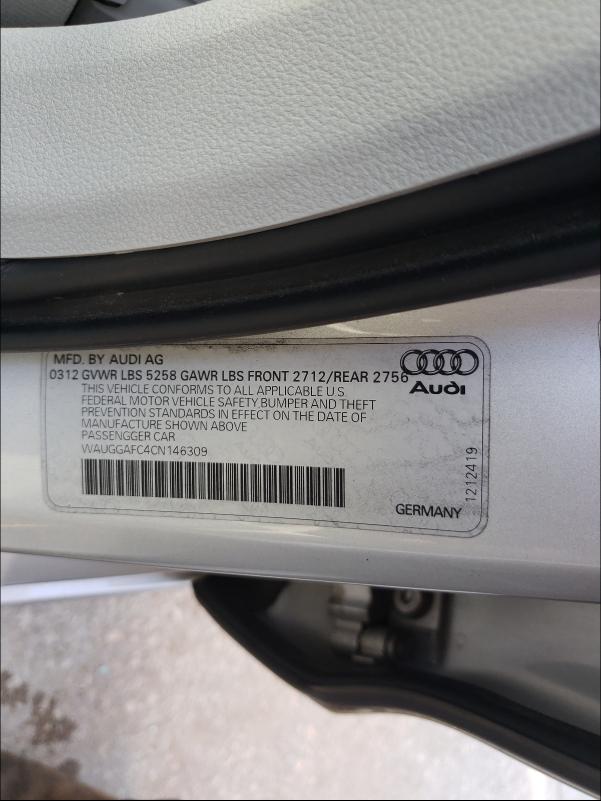 MFD. BY AUDI AG
0312 GVWR LBS 5258 GAWR LBS FRONT 2712/REAR 2756
Audi
THIS VEHICLE CONFORMS TO ALL APPLICABLE U S
FEDERAL MOTOR VEHICLE SAFETY,BUMPER AND THEFT
PREVENTION STANDARDS IN EFFECT ON THE DATE OF
MANUFACTURE SHOWN ABOVE
PASSENGGER CAR
WAUGGAFC4CN146309
GERMANY
1212419